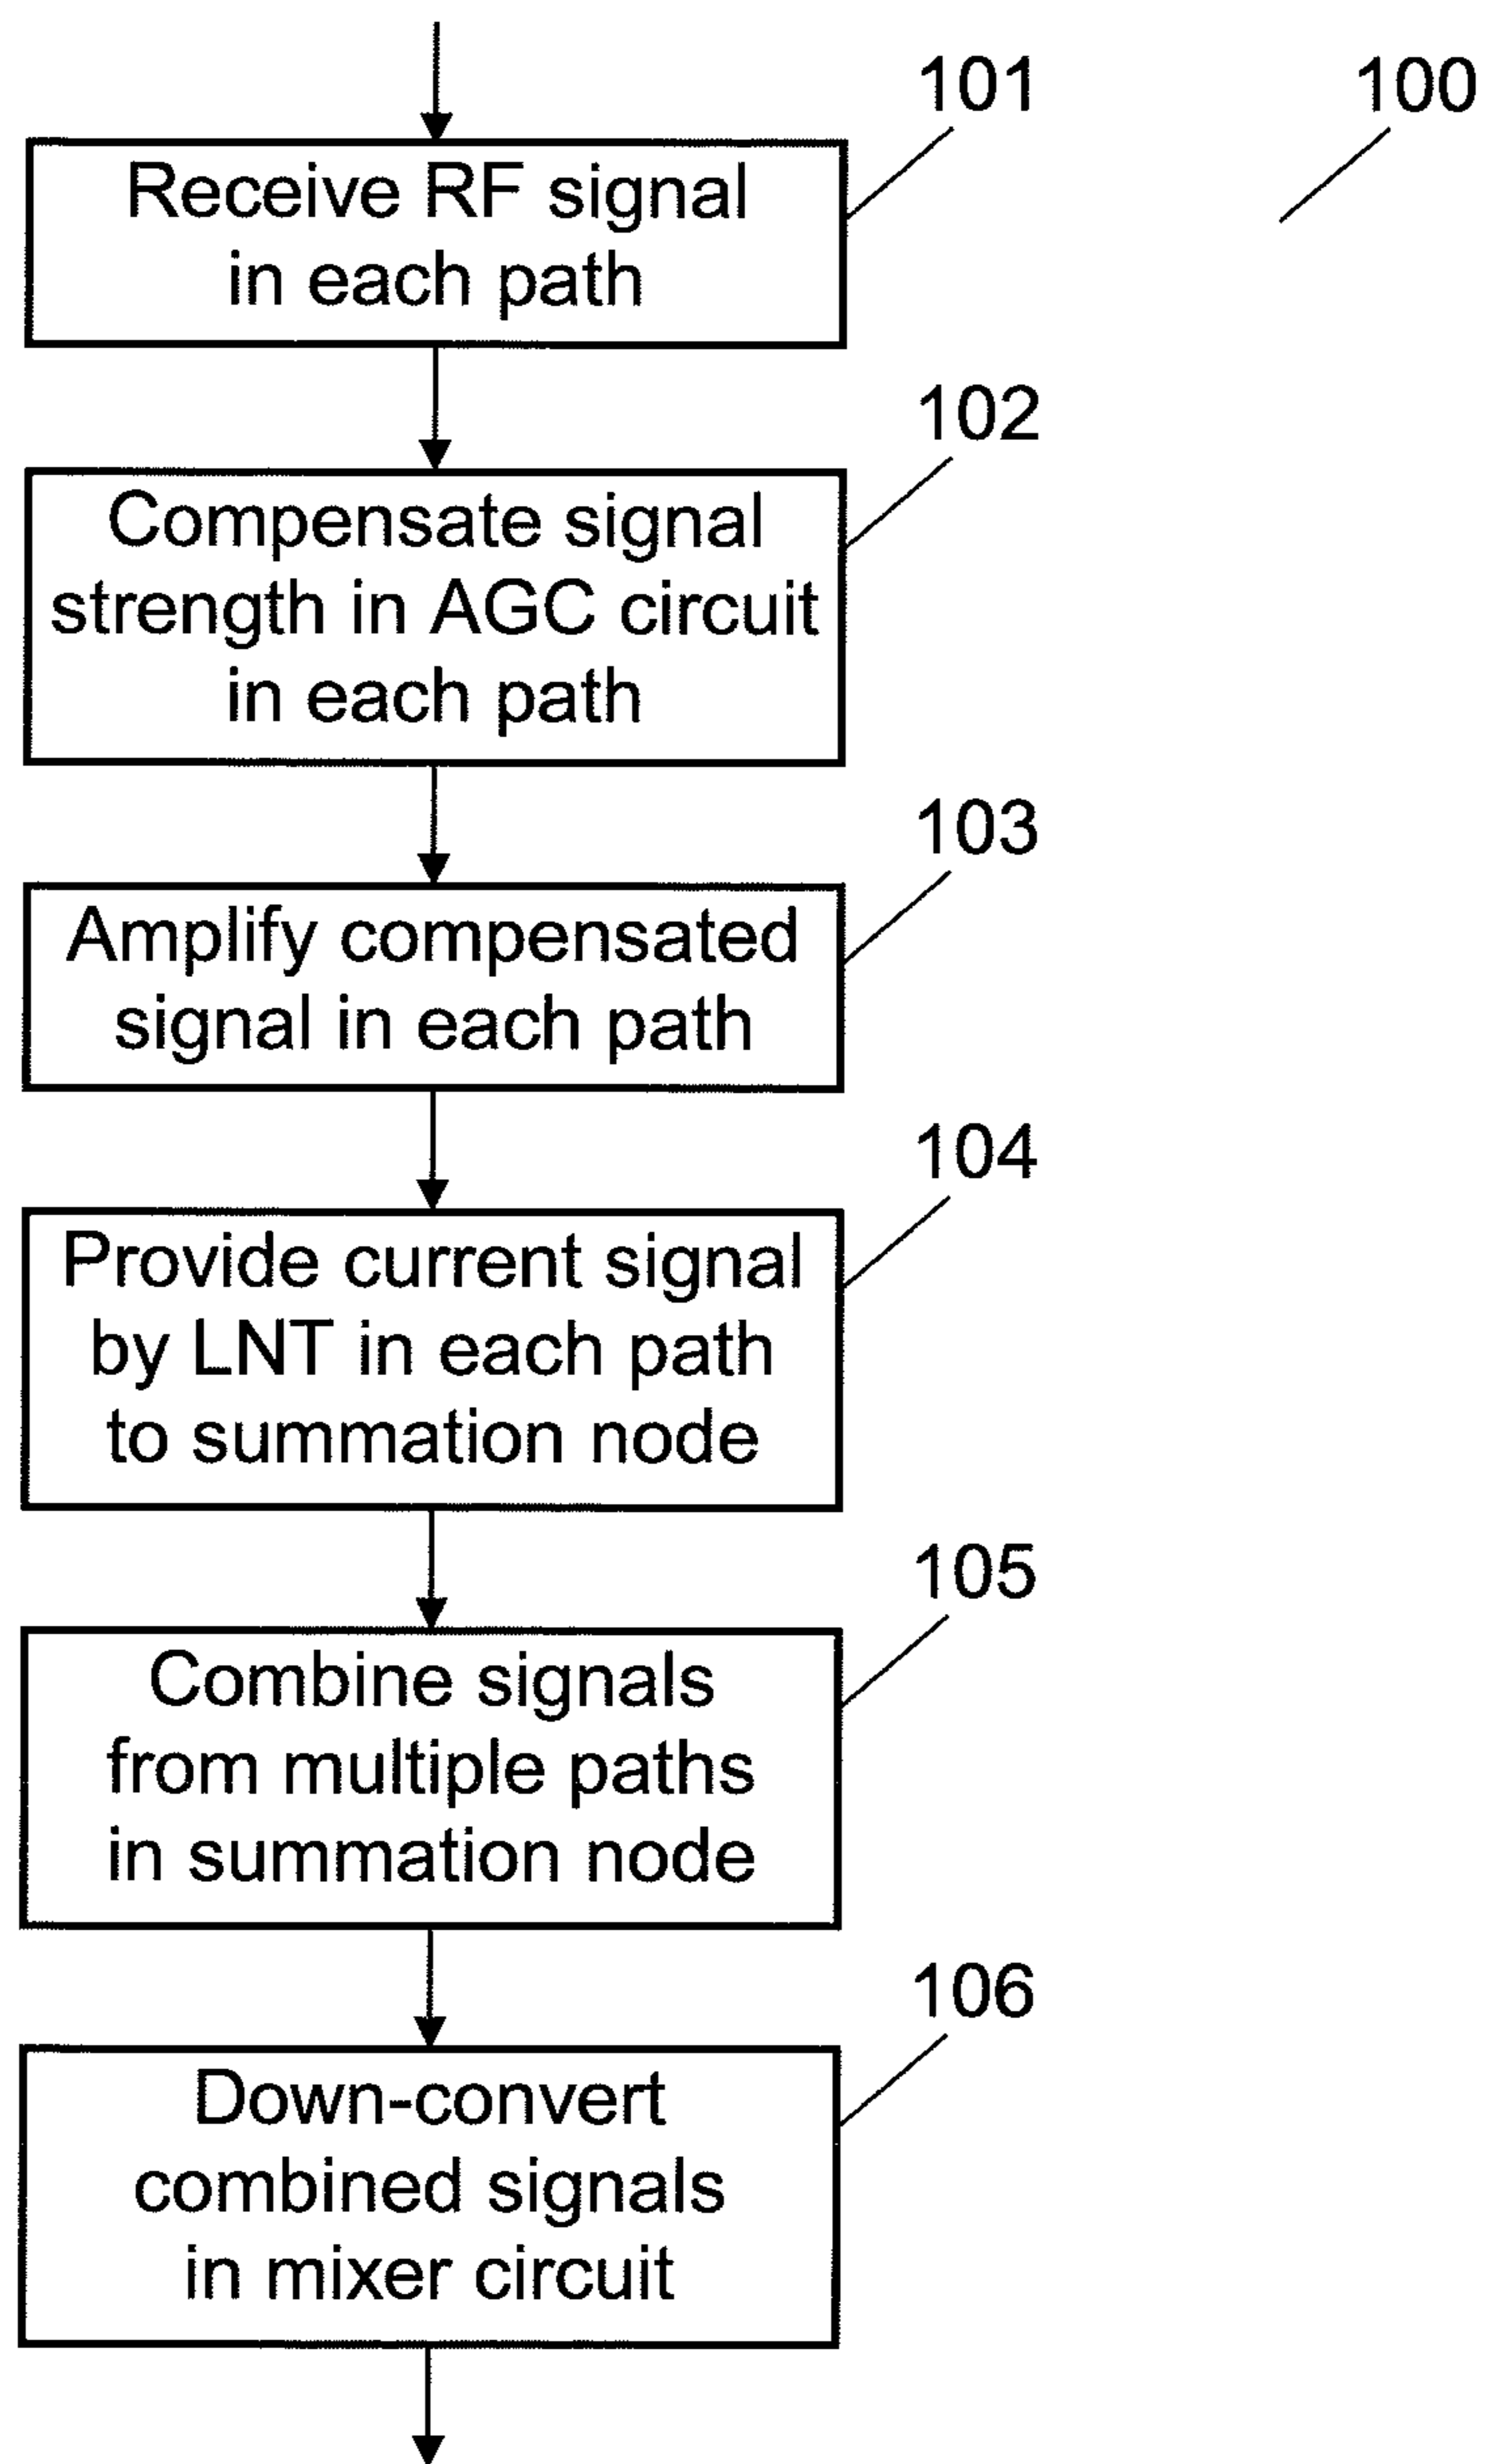 101
100
Receive RF signal
in each path
102
Compensate signal
strength in AGC circuit
in each path
103
Amplify compensated
signal in each path
104
Provide current signal
by LNT in each path
to summation node
105
Combine signals
from multiple paths
in summation node
106
Down-convert
combined signals
in mixer circuit